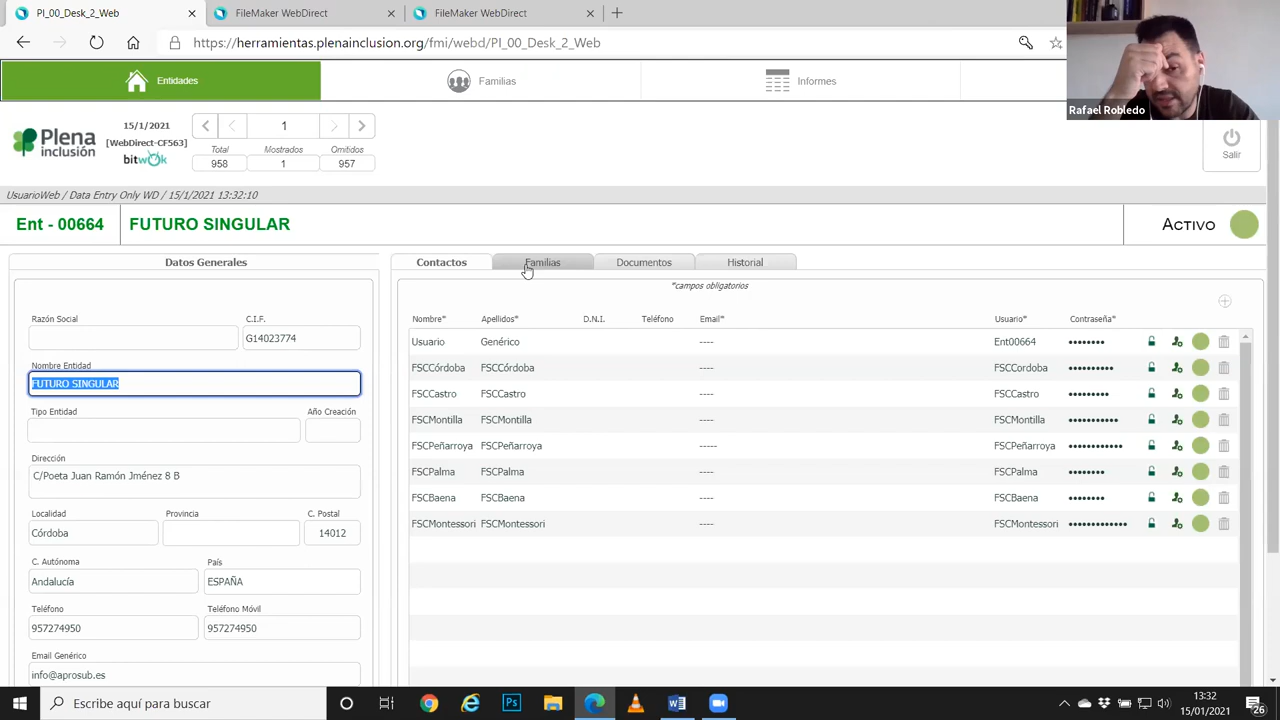 PI_00_Desk_2_Web
FileMaker WebDirect
FileMaker WebDirect
https://herramientas.plenainclusion.org/fmi/webd/PI_00_Desk_2_Web
Entidades
Familias
Informes
Rafael Robledo
Plena inclusión
15/1/2021
[WebDirect-CF563]
bitwok
1
Total Mostrados Omitidos
958 1 957
Salir
UsuarioWeb / Data Entry Only WD / 15/1/2021 13:32:10
Ent - 00664 FUTURO SINGULAR
Activo
Datos Generales
Contactos Familias Documentos Historial
Razón Social C.I.F.
G14023774
Nombre Entidad
FUTURO SINGULAR
Tipo Entidad Año Creación
Dirección
C/Poeta Juan Ramón Jménez 8 B
Localidad Provincia C. Postal
Córdoba 14012
C. Autónoma País
Andalucía ESPAÑA
Teléfono Teléfono Móvil
957274950 957274950
Email Genérico
info@aprosub.es
*campos obligatorios
Nombre* Apellidos* D.N.I. Teléfono Email* Usuario* Contraseña*
Usuario Genérico ---- Ent00664 ••••••••
FSCCórdoba FSCCórdoba ---- FSCCordoba ••••••••••
FSCCastro FSCCastro ---- FSCCastro •••••••••
FSCMontilla FSCMontilla ---- FSCMontilla •••••••••••
FSCPeñarroya FSCPeñarroya ----- FSCPeñarroya ••••••••••••
FSCPalma FSCPalma ---- FSCPalma ••••••••
FSCBaena FSCBaena ---- FSCBaena ••••••••
FSCMontessori FSCMontessori ---- FSCMontessori •••••••••••••
Escribe aquí para buscar
13:32
15/01/2021
26